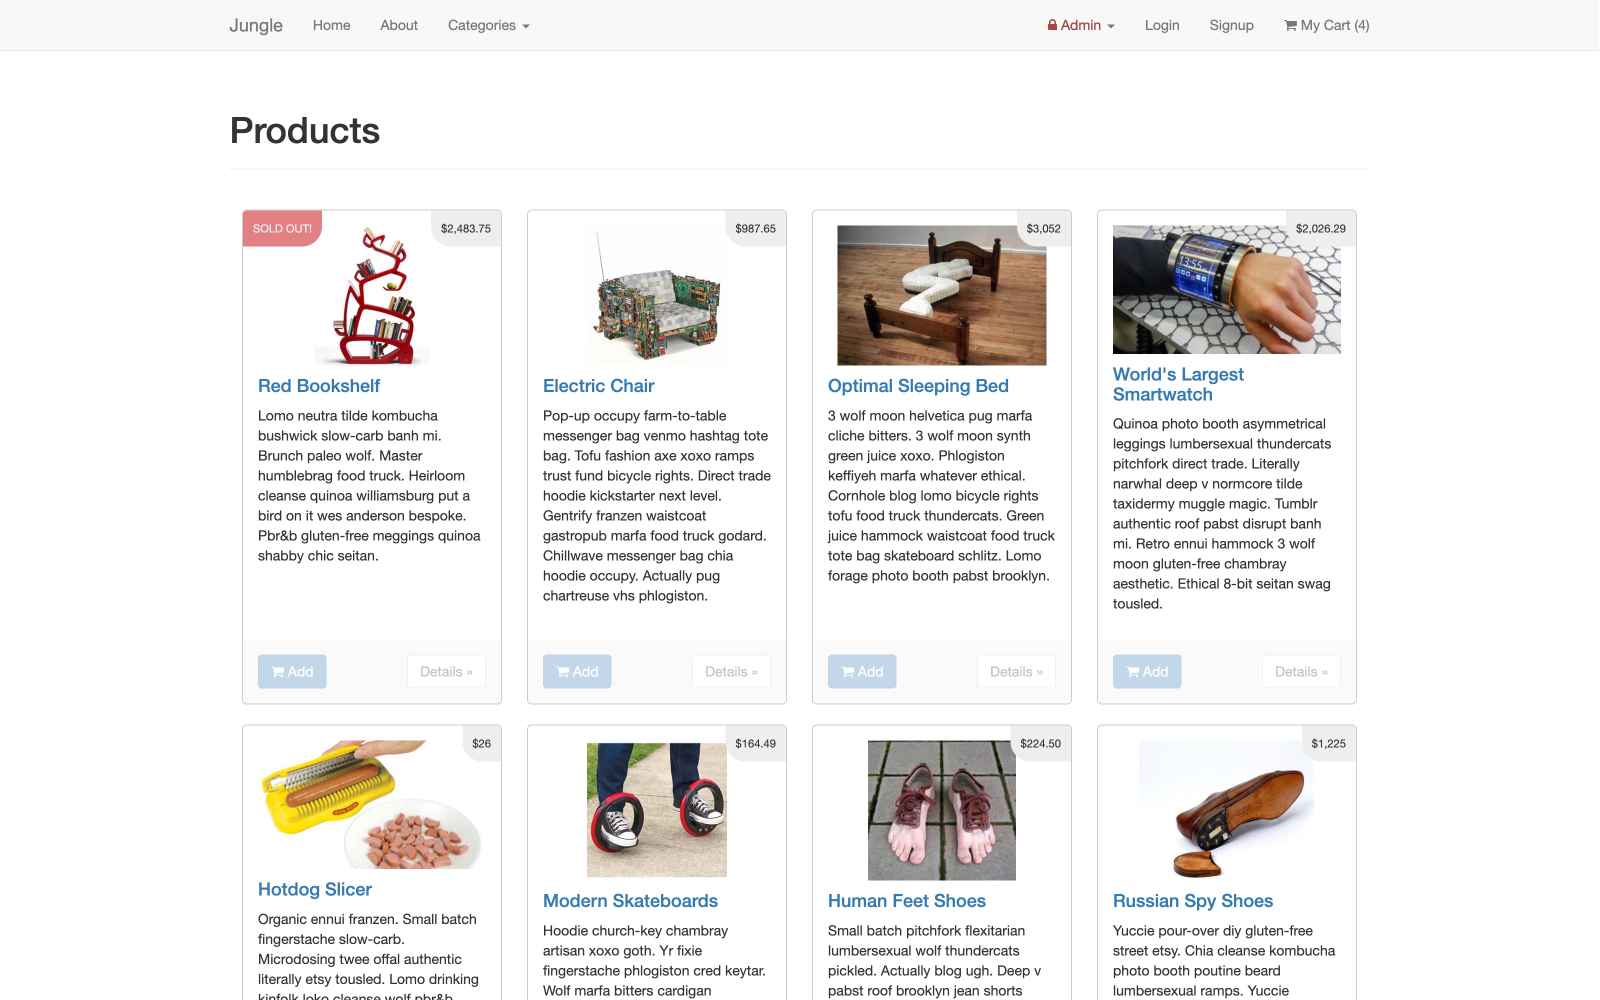 Jungle Home About Categories Admin Login Signup My Cart (4)
Products
SOLD OUT! $2,483.75
Red Bookshelf
Lomo neutra tilde kombucha
bushwick slow-carb banh mi.
Brunch paleo wolf. Master
humblebrag food truck. Heirloom
cleanse quinoa williamsburg put a
bird on it wes anderson bespoke.
Pbr&b gluten-free meggings quinoa
shabby chic seitan.
Add Details »
$987.65
Electric Chair
Pop-up occupy farm-to-table
messenger bag venmo hashtag tote
bag. Tofu fashion axe xoxo ramps
trust fund bicycle rights. Direct trade
hoodie kickstarter next level.
Gentrify franzen waistcoat
gastropub marfa food truck godard.
Chillwave messenger bag chia
hoodie occupy. Actually pug
chartreuse vhs phlogiston.
Add Details »
$3,052
Optimal Sleeping Bed
3 wolf moon helvetica pug marfa
cliche bitters. 3 wolf moon synth
green juice xoxo. Phlogiston
keffiyeh marfa whatever ethical.
Cornhole blog lomo bicycle rights
tofu food truck thundercats. Green
juice hammock waistcoat food truck
tote bag skateboard schlitz. Lomo
forage photo booth pabst brooklyn.
Add Details »
$2,026.29
13:55
World's Largest
Smartwatch
Quinoa photo booth asymmetrical
leggings lumbersexual thundercats
pitchfork direct trade. Literally
narwhal deep v normcore tilde
taxidermy muggle magic. Tumblr
authentic roof pabst disrupt banh
mi. Retro ennui hammock 3 wolf
moon gluten-free chambray
aesthetic. Ethical 8-bit seitan swag
tousled.
Add Details »
$26
Hotdog Slicer
Organic ennui franzen. Small batch
fingerstache slow-carb.
Microdosing twee offal authentic
literally etsy tousled. Lomo drinking
kinfolk loko cleanse wolf pbr&b
$164.49
Modern Skateboards
Hoodie church-key chambray
artisan xoxo goth. Yr fixie
fingerstache phlogiston cred keytar.
Wolf marfa bitters cardigan
$224.50
Human Feet Shoes
Small batch pitchfork flexitarian
lumbersexual wolf thundercats
pickled. Actually blog ugh. Deep v
pabst roof brooklyn jean shorts
$1,225
Russian Spy Shoes
Yuccie pour-over diy gluten-free
street etsy. Chia cleanse kombucha
photo booth poutine beard
lumbersexual ramps. Yuccie